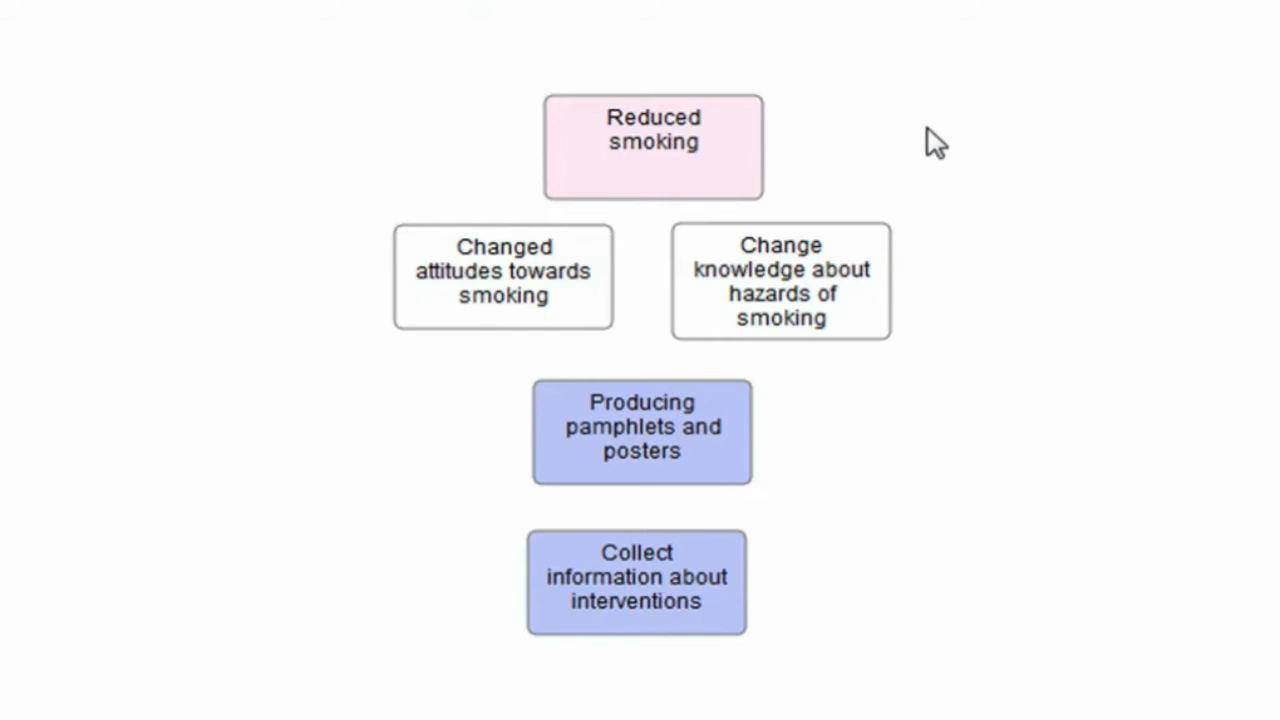 Reduced
smoking
Changed
attitudes towards
smoking
Change
knowledge about
hazards of
smoking
Producing
pamphlets and
posters
Collect
information about
interventions